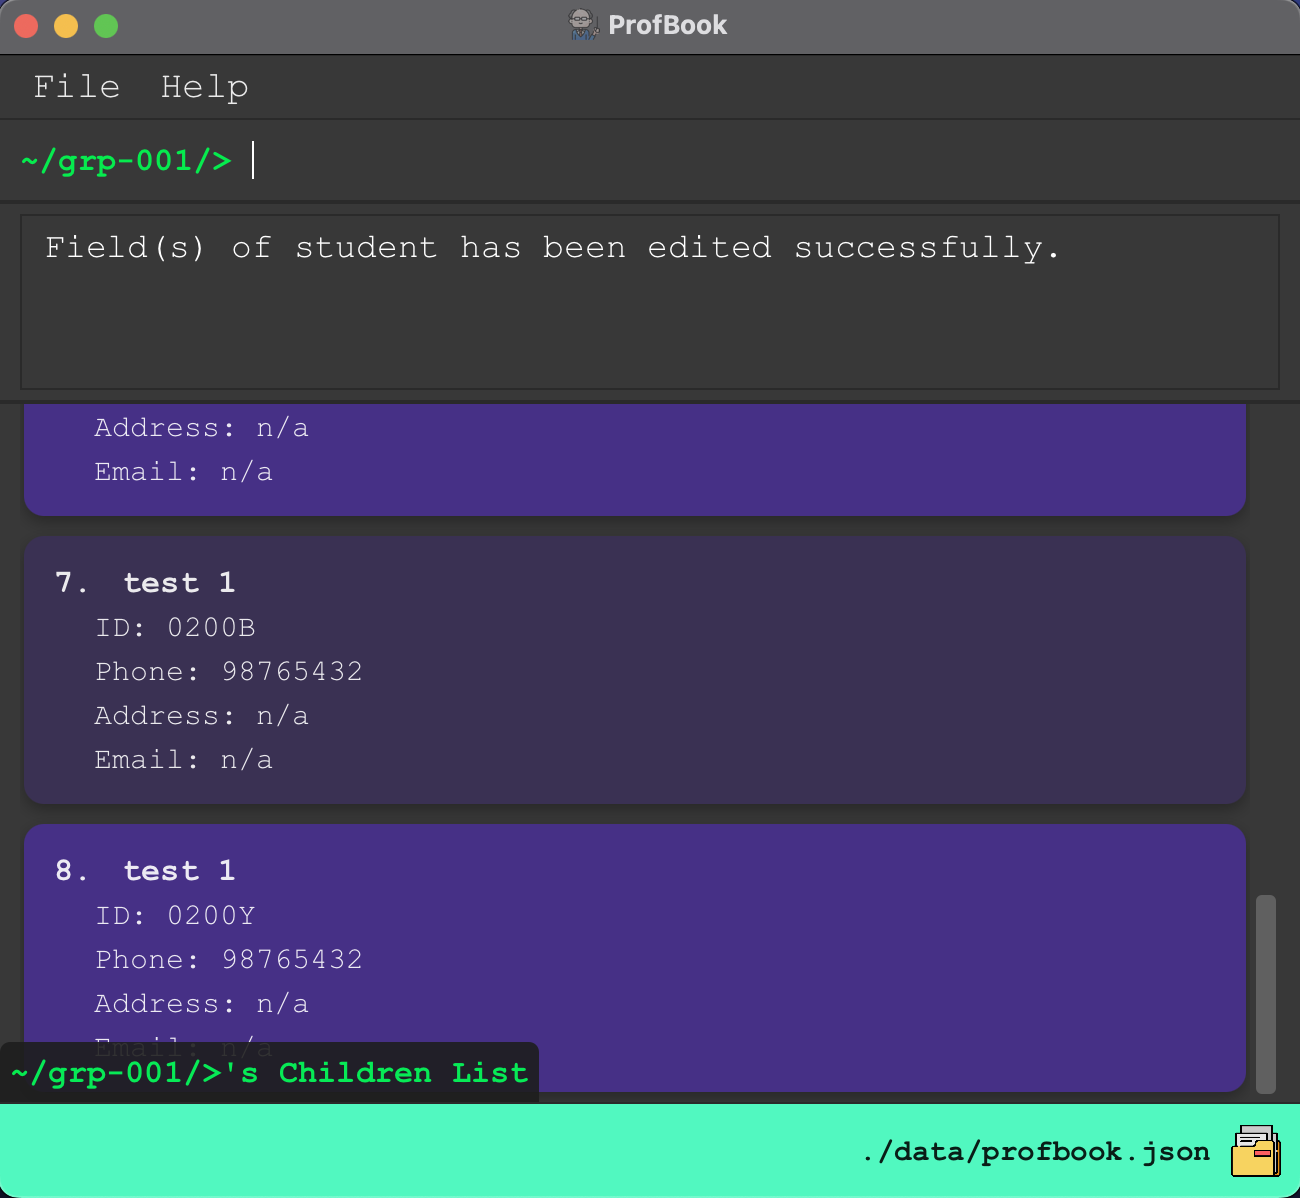 ProfBook
File Help
~/grp-001/>
Field(s) of student has been edited successfully.
Address: n/a
Email: n/a
7. test 1
ID: 0200B
Phone: 98765432
Address: n/a
Email: n/a
8. test 1
ID: 0200Y
Phone: 98765432
Address: n/a
Email: n/a
~/grp-001/>'s Children List
./data/profbook.json